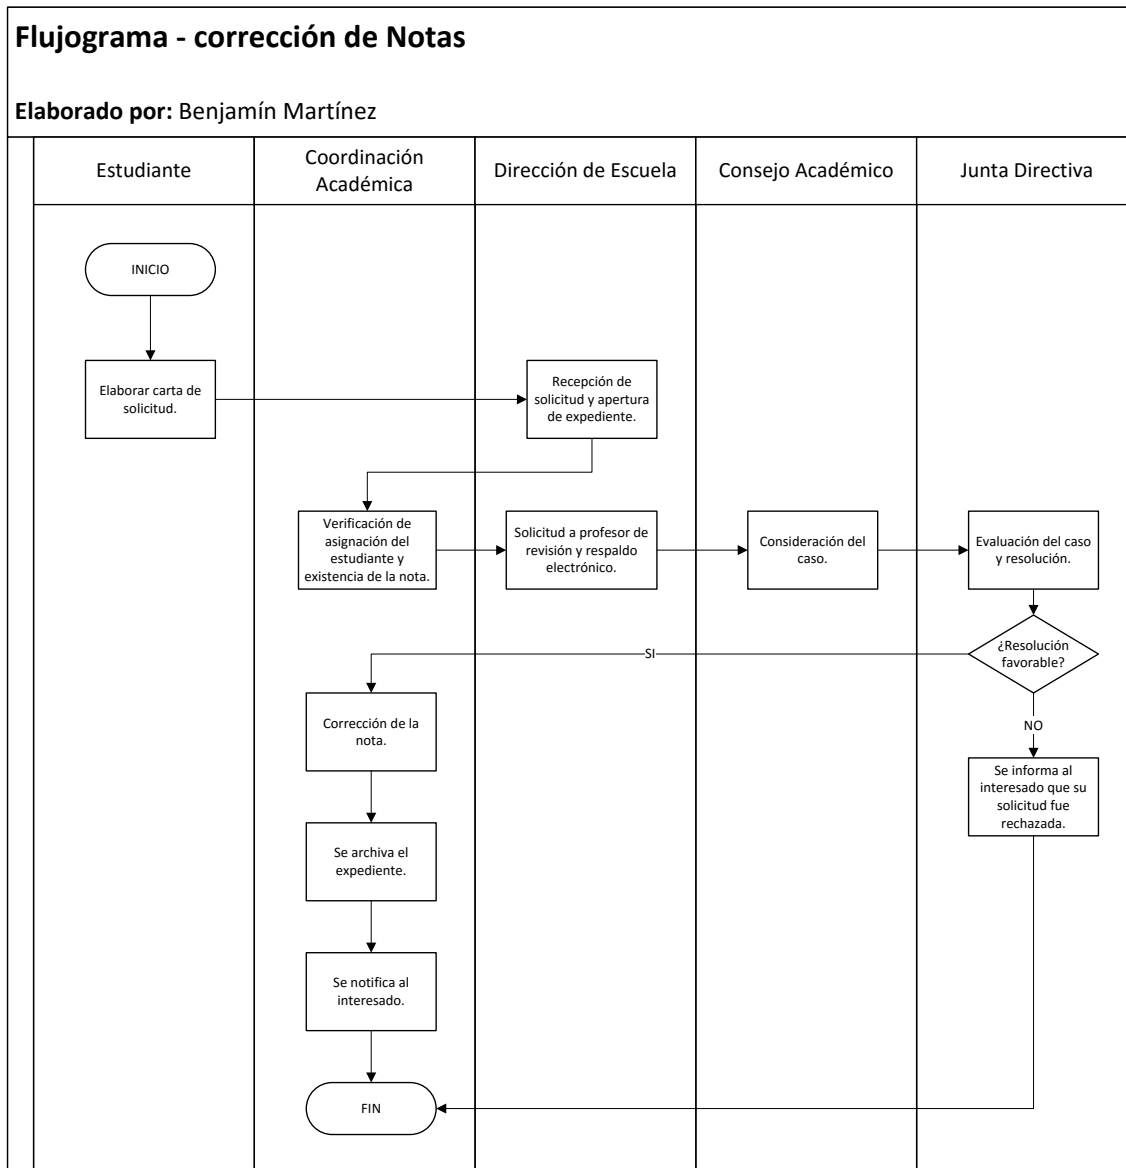 Flujograma - corrección de Notas
Elaborado por: Benjamín Martínez
Estudiante
Coordinación
Académica
Dirección de Escuela
Consejo Académico
Junta Directiva
INICIO
Elaborar carta de
solicitud.
Recepción de
solicitud y apertura
de expediente.
Verificación de
asignación del
estudiante y
existencia de la nota.
Solicitud a profesor de
revisión y respaldo
electrónico.
Consideración del
caso.
Evaluación del caso
y resolución.
¿Resolución
favorable?
SI
NO
Corrección de la
nota.
Se informa al
interesado que su
solicitud fue
rechazada.
Se archiva el
expediente.
Se notifica al
interesado.
FIN